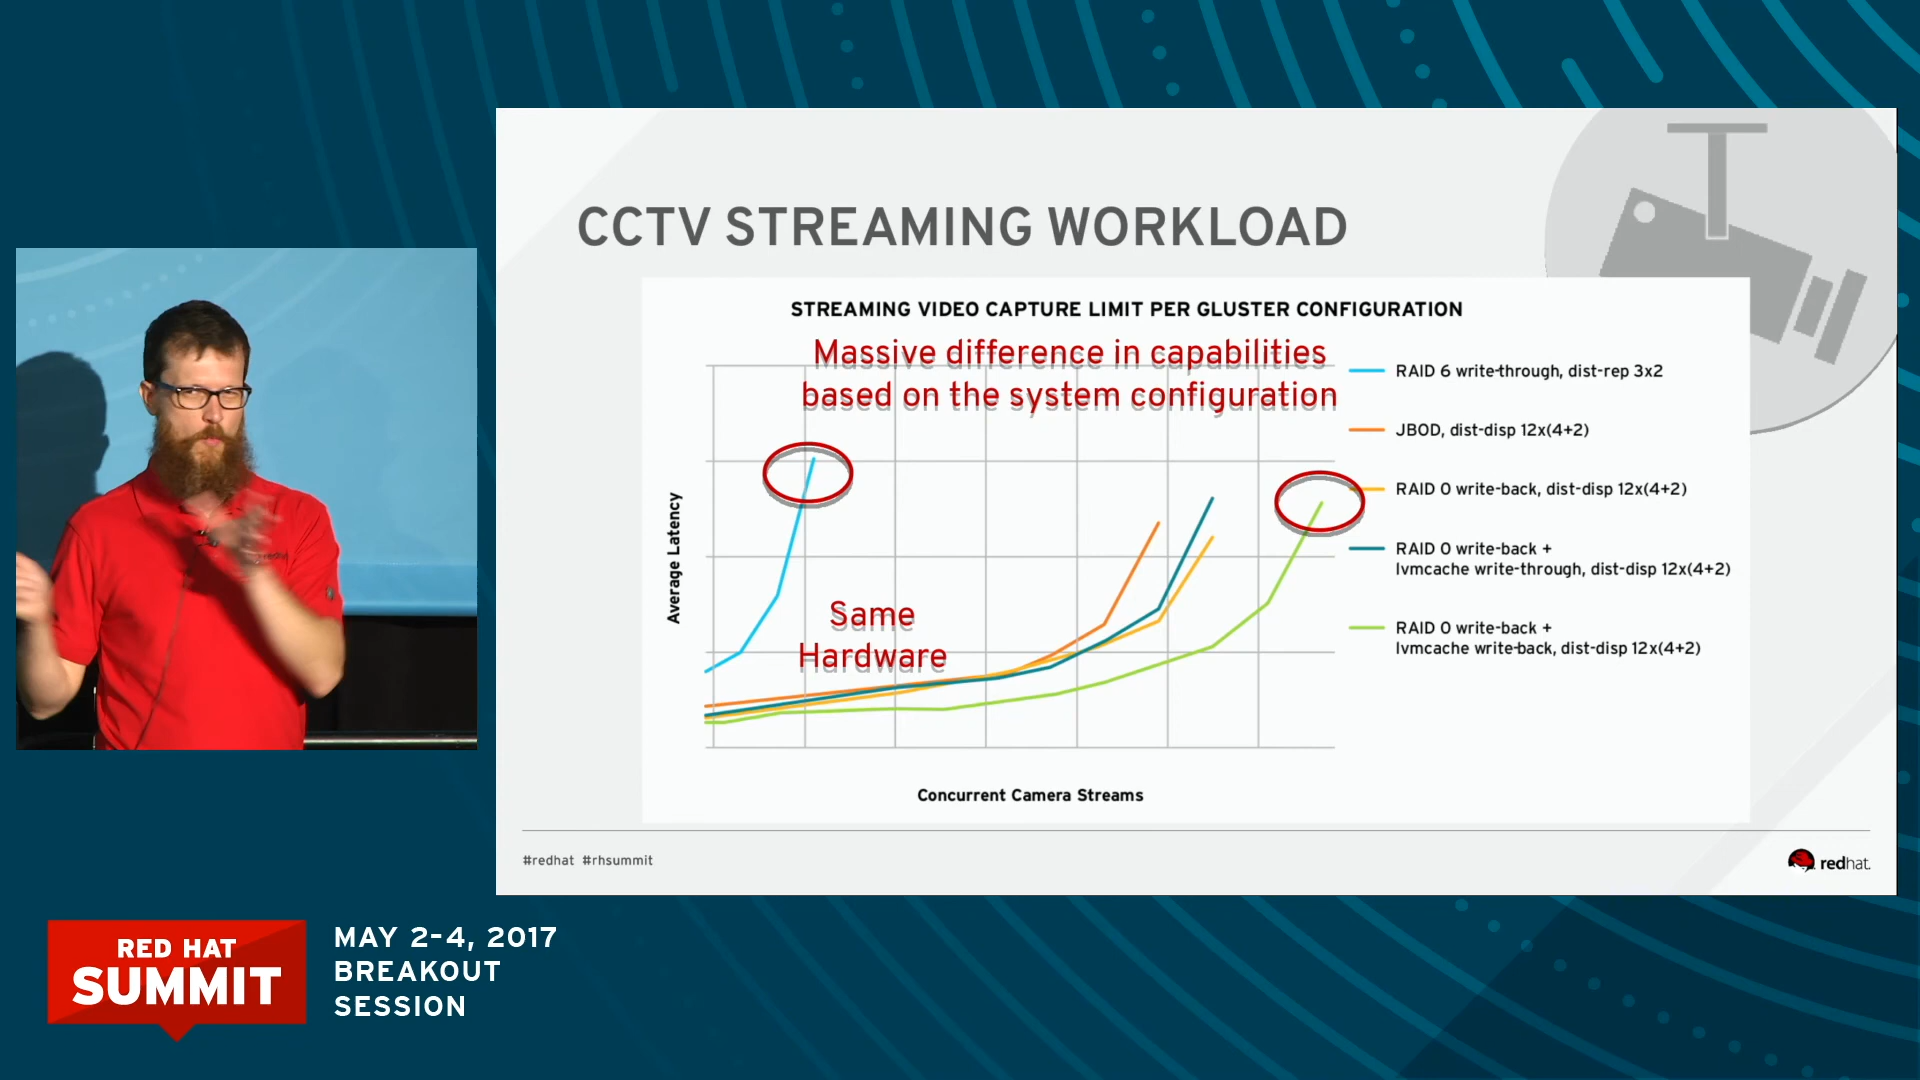 CCTV STREAMING WORKLOAD
STREAMING VIDEO CAPTURE LIMIT PER GLUSTER CONFIGURATION
Massive difference in capabilities
based on the system configuration
RAID 6 write-through, dist-rep 3x2
JBOD, dist-disp 12x(4+2)
RAID 0 write-back, dist-disp 12x(4+2)
RAID 0 write-back +
lvmcache write-through, dist-disp 12x(4+2)
RAID 0 write-back +
lvmcache write-back, dist-disp 12x(4+2)
Average Latency
Same
Hardware
Concurrent Camera Streams
#redhat #rhsummit
redhat.
RED HAT
SUMMIT
MAY 2-4, 2017
BREAKOUT
SESSION